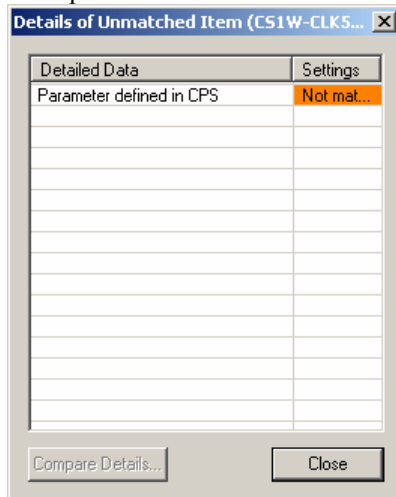 Details of Unmatched Item (CS1W-CLK5...
Detailed Data Settings
Parameter defined in CPS Not mat...
Compare Details... Close